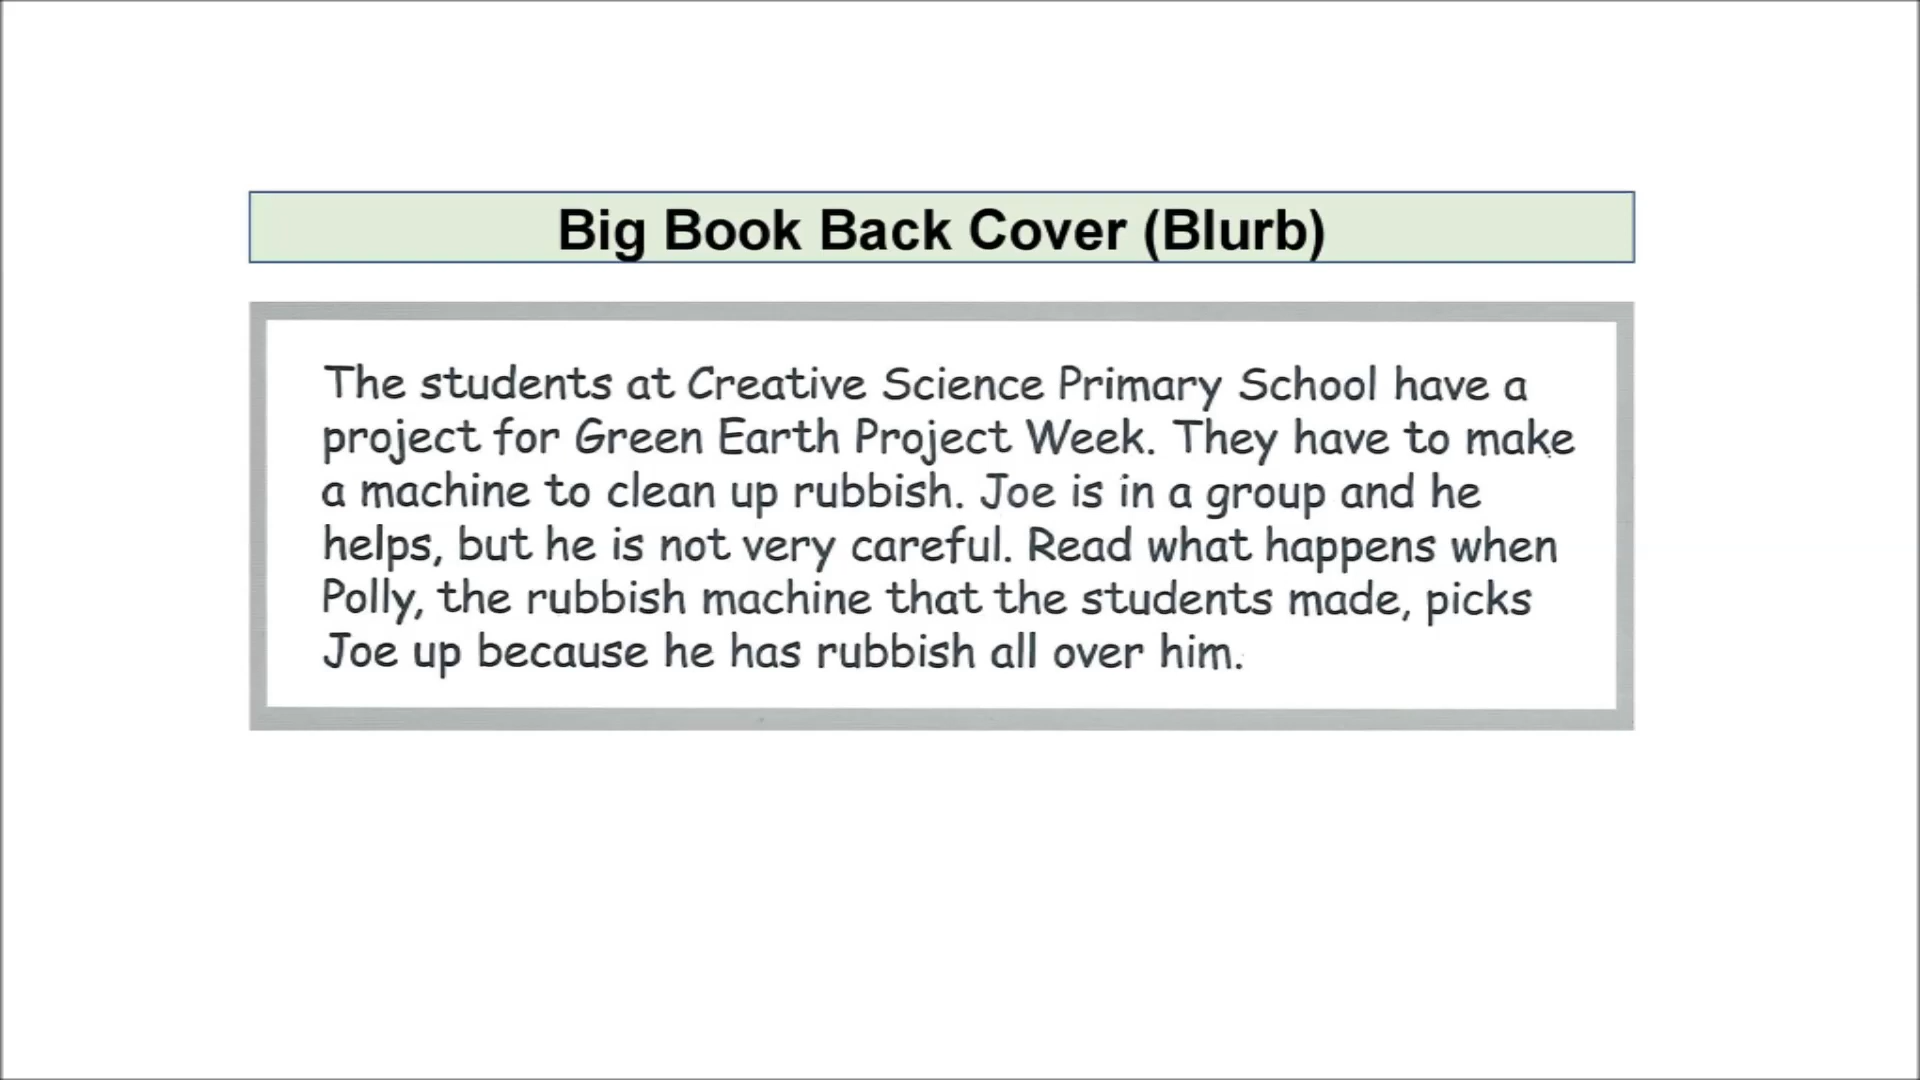 Big Book Back Cover (Blurb)
The students at Creative Science Primary School have a
project for Green Earth Project Week. They have to make
a machine to clean up rubbish. Joe is in a group and he
helps, but he is not very careful. Read what happens when
Polly, the rubbish machine that the students made, picks
Joe up because he has rubbish all over him.